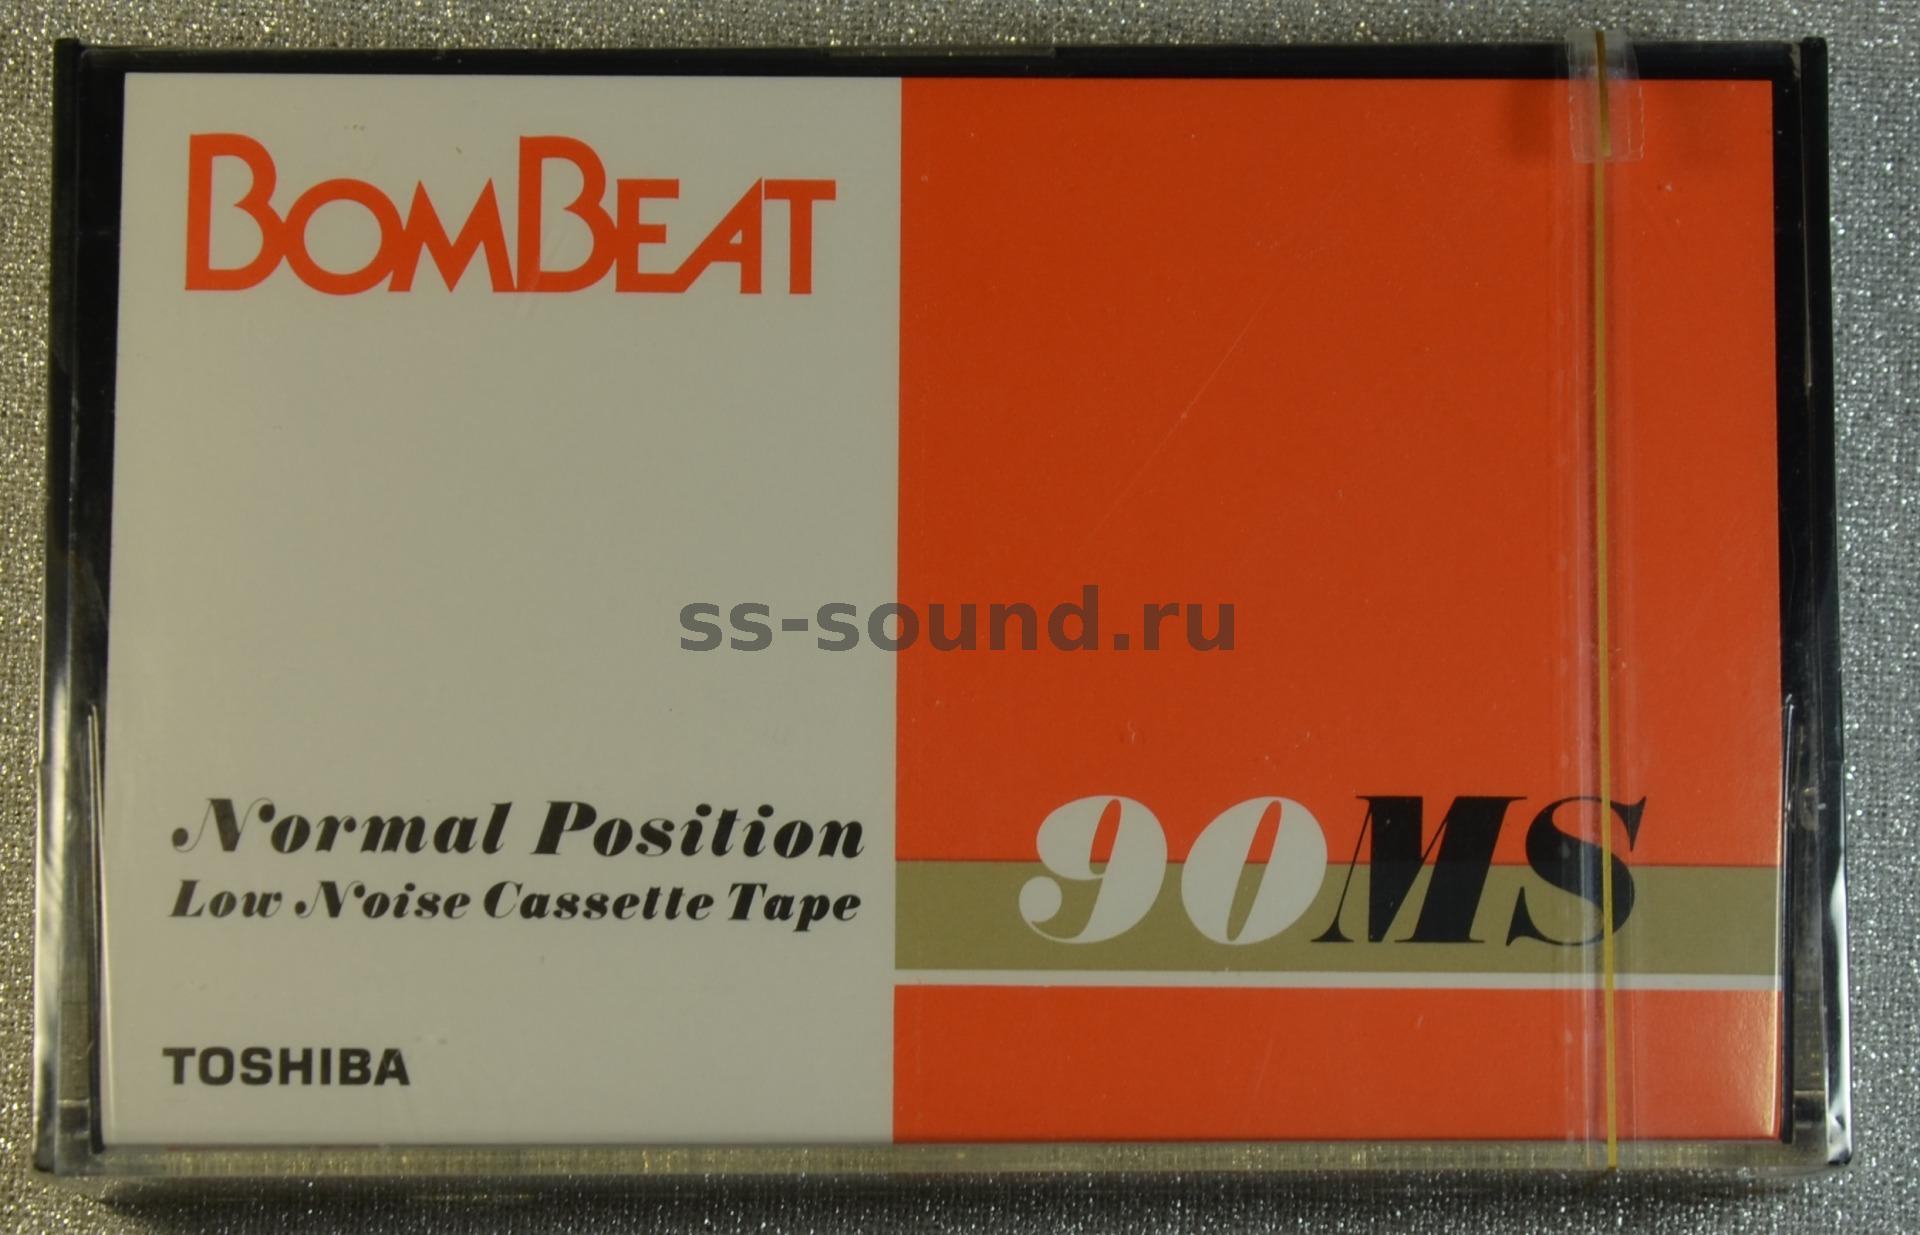 BOMBEAT
ss-sound.ru
Normal Position
90MS
Low Noise Cassette Tape
TOSHIBA